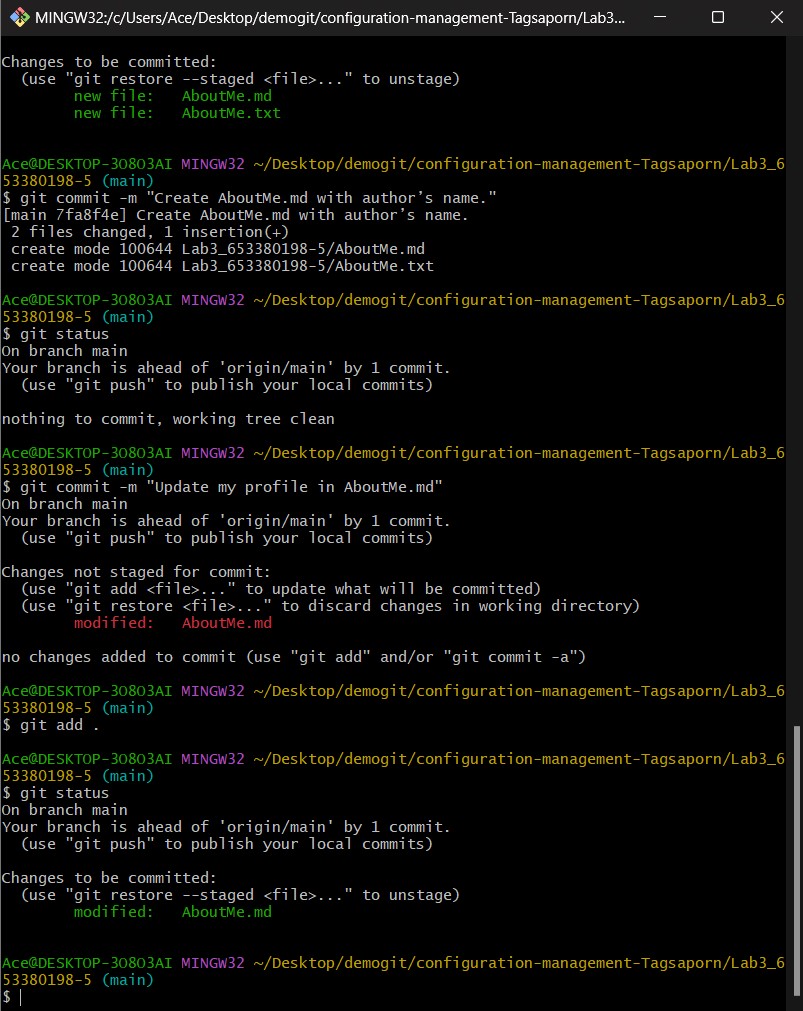 MINGW32:/c/Users/Ace/Desktop/demogit/configuration-management-Tagsaporn/Lab3...
Changes to be committed:
  (use "git restore --staged <file>..." to unstage)
        new file:   AboutMe.md
        new file:   AboutMe.txt
Ace@DESKTOP-3O8O3AI MINGW32 ~/Desktop/demogit/configuration-management-Tagsaporn/Lab3_6
53380198-5 (main)
$ git commit -m "Create AboutMe.md with author’s name."
[main 7fa8f4e] Create AboutMe.md with author’s name.
 2 files changed, 1 insertion(+)
 create mode 100644 Lab3_653380198-5/AboutMe.md
 create mode 100644 Lab3_653380198-5/AboutMe.txt
Ace@DESKTOP-3O8O3AI MINGW32 ~/Desktop/demogit/configuration-management-Tagsaporn/Lab3_6
53380198-5 (main)
$ git status
On branch main
Your branch is ahead of 'origin/main' by 1 commit.
  (use "git push" to publish your local commits)
nothing to commit, working tree clean
Ace@DESKTOP-3O8O3AI MINGW32 ~/Desktop/demogit/configuration-management-Tagsaporn/Lab3_6
53380198-5 (main)
$ git commit -m "Update my profile in AboutMe.md"
On branch main
Your branch is ahead of 'origin/main' by 1 commit.
  (use "git push" to publish your local commits)
Changes not staged for commit:
  (use "git add <file>..." to update what will be committed)
  (use "git restore <file>..." to discard changes in working directory)
        modified:   AboutMe.md
no changes added to commit (use "git add" and/or "git commit -a")
Ace@DESKTOP-3O8O3AI MINGW32 ~/Desktop/demogit/configuration-management-Tagsaporn/Lab3_6
53380198-5 (main)
$ git add .
Ace@DESKTOP-3O8O3AI MINGW32 ~/Desktop/demogit/configuration-management-Tagsaporn/Lab3_6
53380198-5 (main)
$ git status
On branch main
Your branch is ahead of 'origin/main' by 1 commit.
  (use "git push" to publish your local commits)
Changes to be committed:
  (use "git restore --staged <file>..." to unstage)
        modified:   AboutMe.md
Ace@DESKTOP-3O8O3AI MINGW32 ~/Desktop/demogit/configuration-management-Tagsaporn/Lab3_6
53380198-5 (main)
$